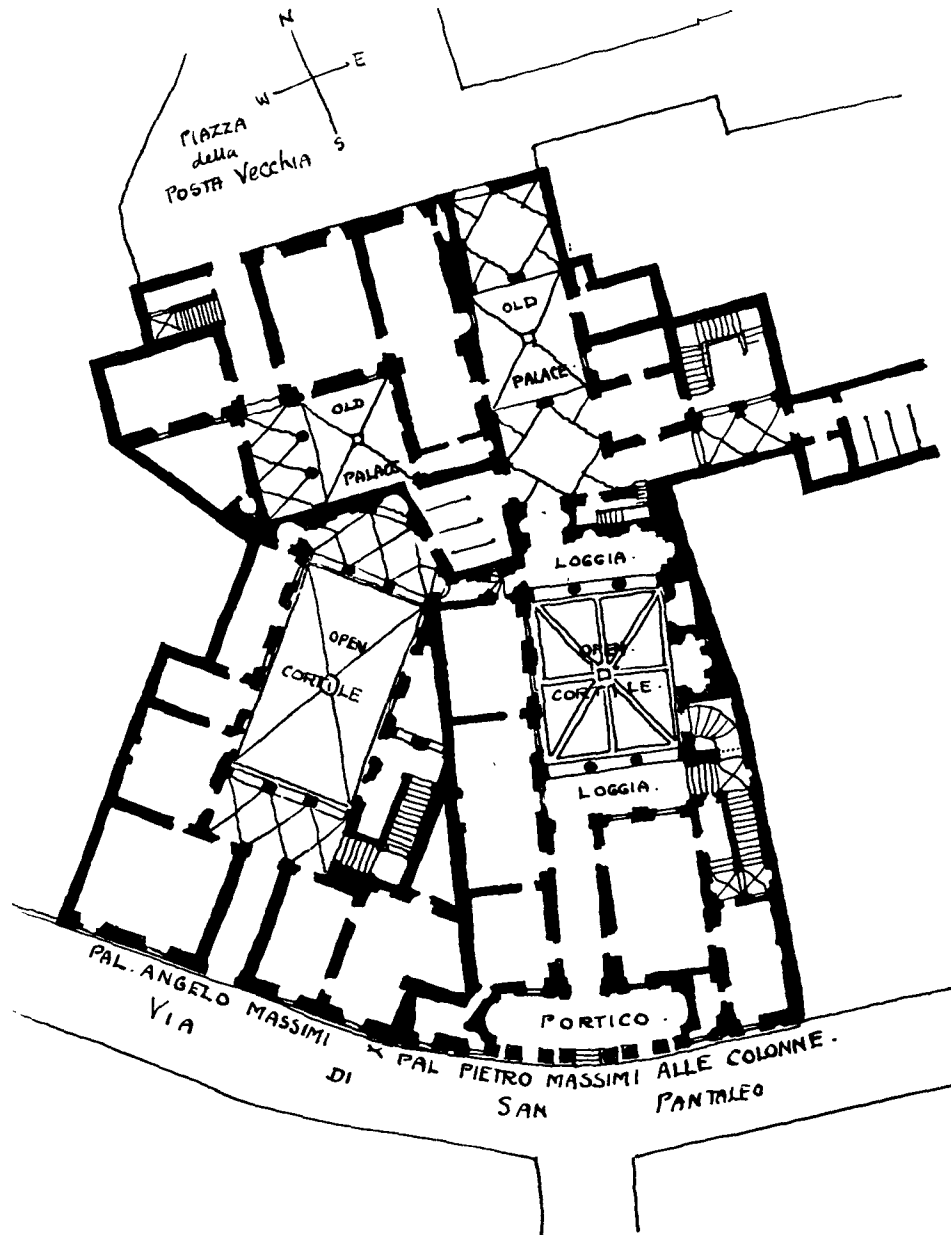 N
W E
S
PIAZZA
della
POSTA Vecchia
OLD
PALACE.
OLD
PALACE
LOGGIA.
OPEN
CORTILE
OPEN.
CORTILE.
LOGGIA.
PORTICO.
PAL. ANGELO MASSIMI x PAL PIETRO MASSIMI ALLE COLONNE.
VIA
DI
SAN
PANTALEO